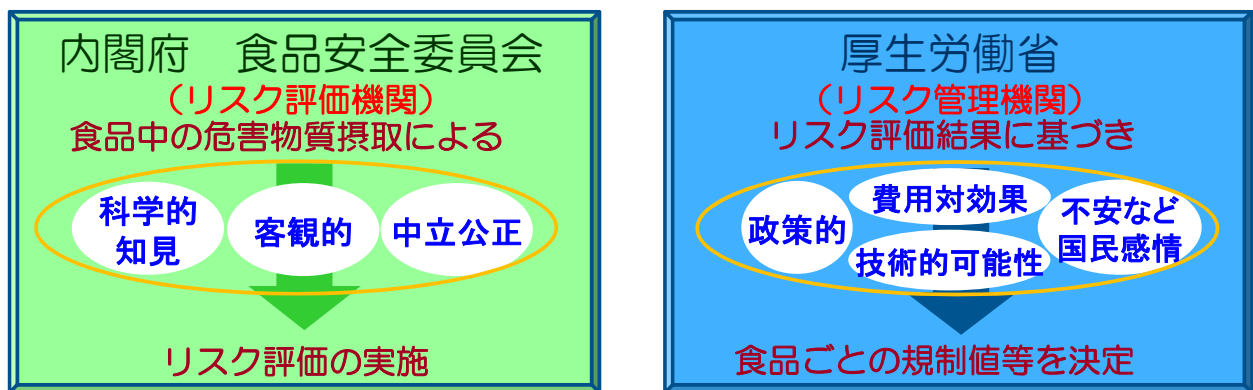 内閣府　食品安全委員会
（リスク評価機関）
食品中の危害物質摂取による
科学的
知見
客観的
中立公正
リスク評価の実施
厚生労働省
（リスク管理機関）
リスク評価結果に基づき
政策的
費用対効果
技術的可能性
不安など
国民感情
食品ごとの規制値等を決定